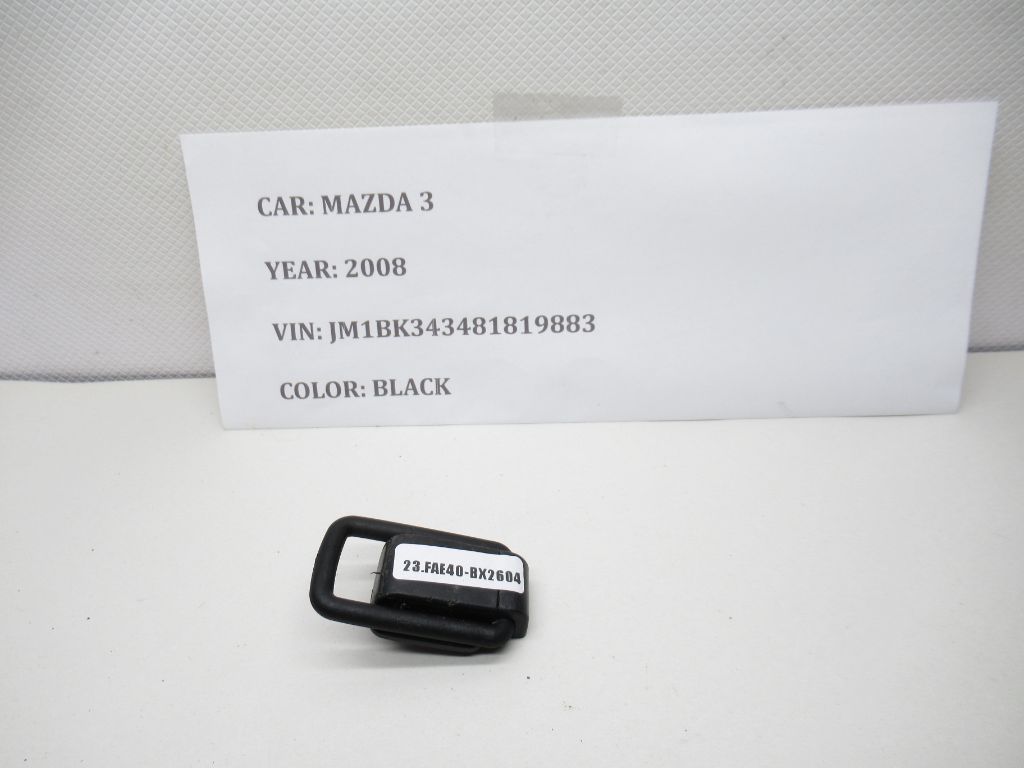 CAR: MAZDA 3
YEAR: 2008
VIN: JM1BK343481819883
COLOR: BLACK
23.FAE40-BX2604